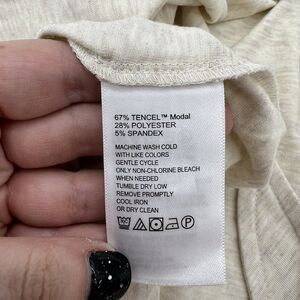 67% TENCEL™ Modal
28% POLYESTER
5% SPANDEX
MACHINE WASH COLD
WITH LIKE COLORS
GENTLE CYCLE
ONLY NON-CHLORINE BLEACH
WHEN NEEDED
TUMBLE DRY LOW
REMOVE PROMPTLY
COOL IRON
OR DRY CLEAN
P